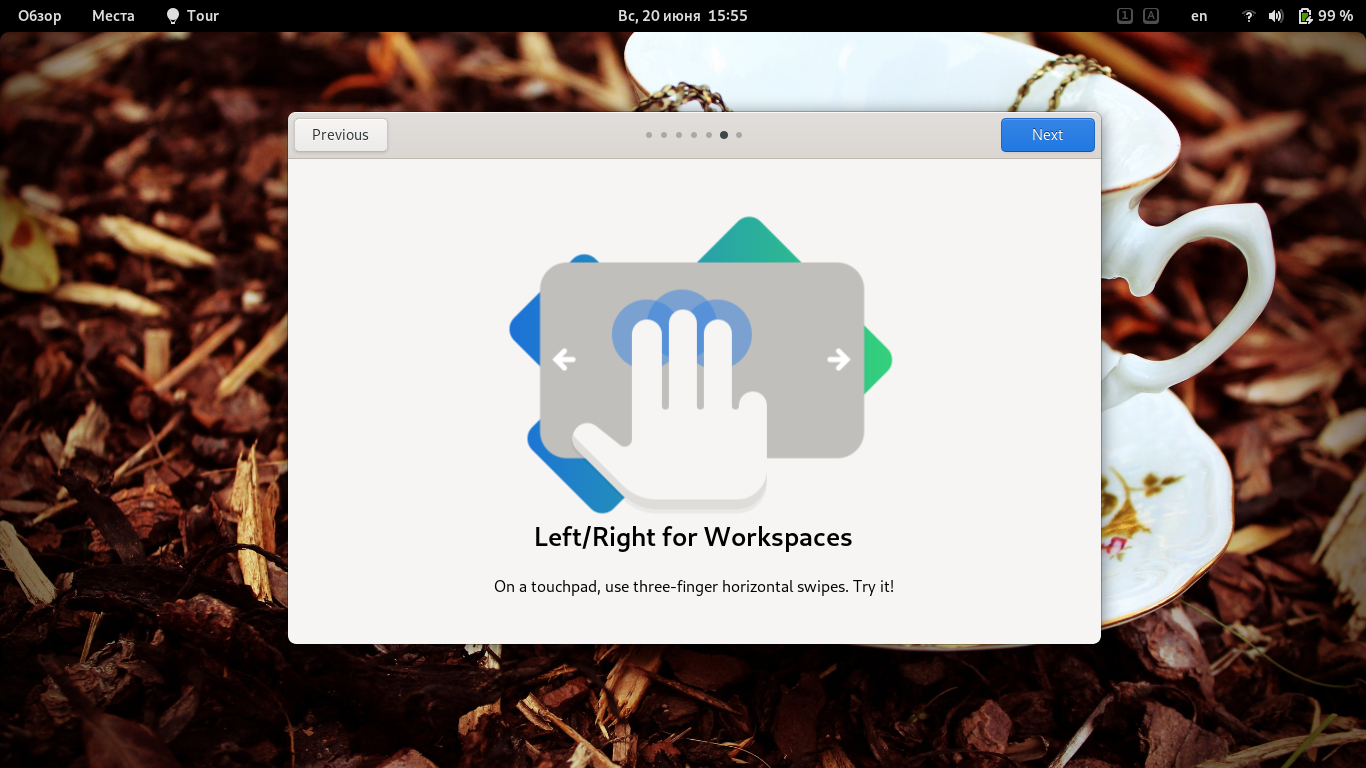 Обзор Места Tour Вс, 20 июня 15:55 1 A en 99 %
Previous Next
Left/Right for Workspaces
On a touchpad, use three-finger horizontal swipes. Try it!